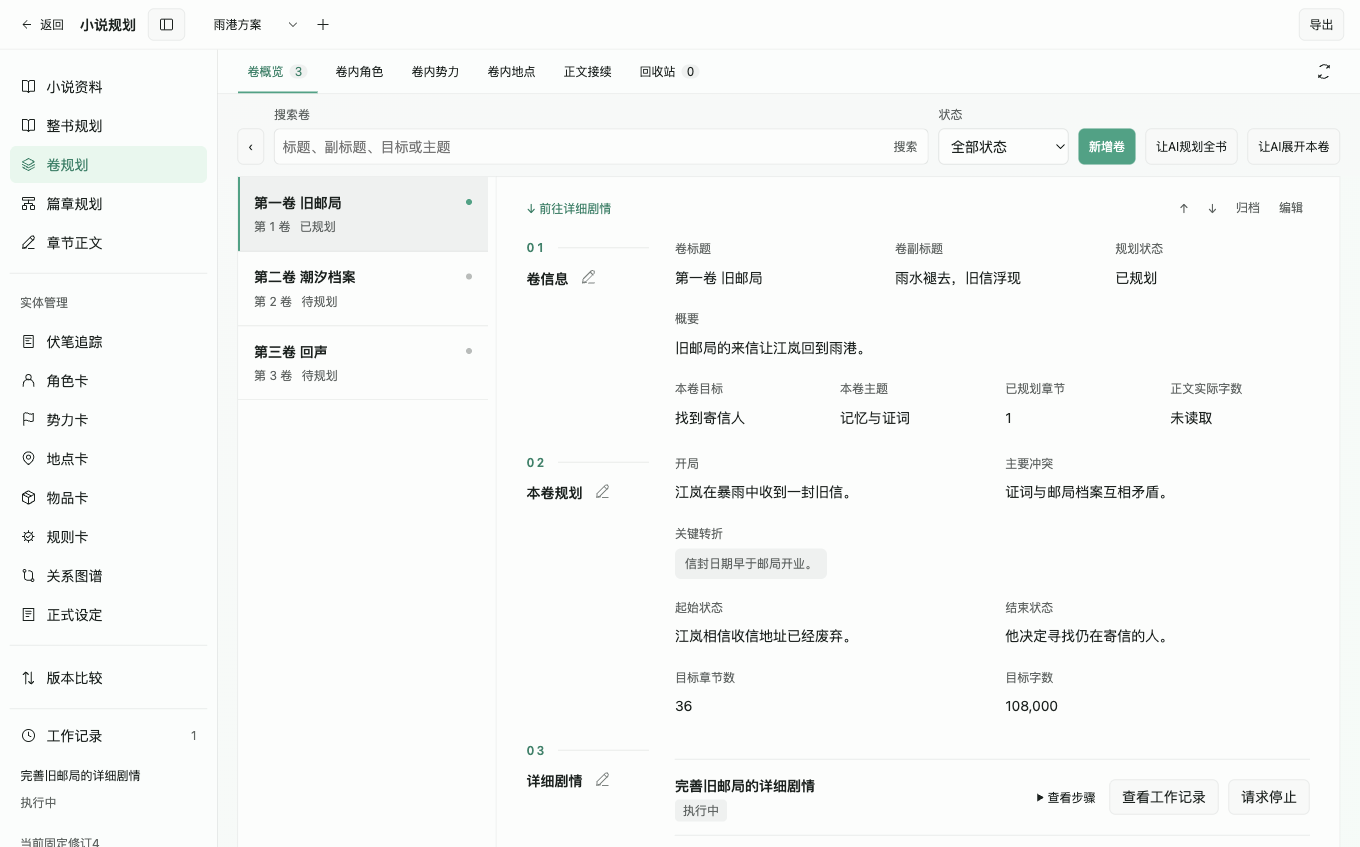 返回 小说规划 雨港方案 导出
小说资料
整书规划
卷规划
篇章规划
章节正文
实体管理
伏笔追踪
角色卡
势力卡
地点卡
物品卡
规则卡
关系图谱
正式设定
版本比较
工作记录 1
完善旧邮局的详细剧情
执行中
当前固定修订4
卷概览 3 卷内角色 卷内势力 卷内地点 正文接续 回收站 0
搜索卷 状态
标题、副标题、目标或主题 搜索 全部状态 新增卷 让AI规划全书 让AI展开本卷
第一卷 旧邮局
第 1 卷 已规划
第二卷 潮汐档案
第 2 卷 待规划
第三卷 回声
第 3 卷 待规划
↓ 前往详细剧情 ↑ ↓ 归档 编辑
01
卷信息
卷标题 卷副标题 规划状态
第一卷 旧邮局 雨水褪去，旧信浮现 已规划
概要
旧邮局的来信让江岚回到雨港。
本卷目标 本卷主题 已规划章节 正文实际字数
找到寄信人 记忆与证词 1 未读取
02
本卷规划
开局 主要冲突
江岚在暴雨中收到一封旧信。 证词与邮局档案互相矛盾。
关键转折
信封日期早于邮局开业。
起始状态 结束状态
江岚相信收信地址已经废弃。 他决定寻找仍在寄信的人。
目标章节数 目标字数
36 108,000
03
详细剧情
完善旧邮局的详细剧情
执行中
查看步骤 查看工作记录 请求停止